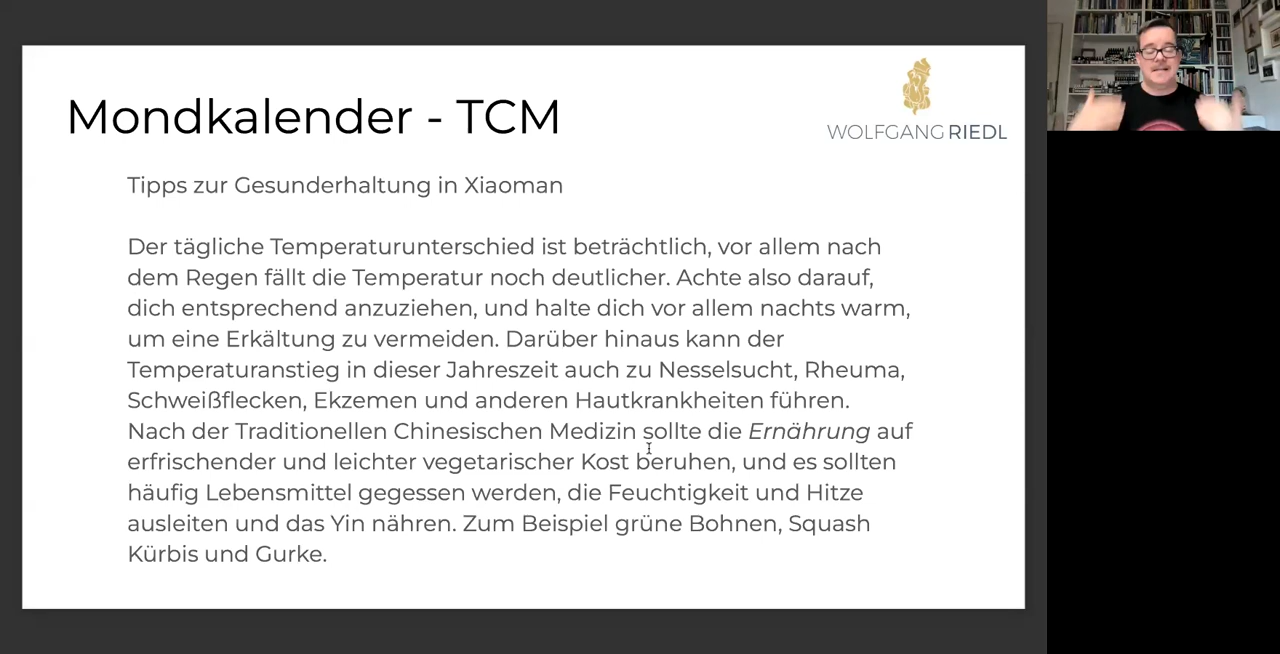 Mondkalender - TCM
WOLFGANG RIEDL
Tipps zur Gesunderhaltung in Xiaoman
Der tägliche Temperaturunterschied ist beträchtlich, vor allem nach
dem Regen fällt die Temperatur noch deutlicher. Achte also darauf,
dich entsprechend anzuziehen, und halte dich vor allem nachts warm,
um eine Erkältung zu vermeiden. Darüber hinaus kann der
Temperaturanstieg in dieser Jahreszeit auch zu Nesselsucht, Rheuma,
Schweißflecken, Ekzemen und anderen Hautkrankheiten führen.
Nach der Traditionellen Chinesischen Medizin sollte die Ernährung auf
erfrischender und leichter vegetarischer Kost beruhen, und es sollten
häufig Lebensmittel gegessen werden, die Feuchtigkeit und Hitze
ausleiten und das Yin nähren. Zum Beispiel grüne Bohnen, Squash
Kürbis und Gurke.